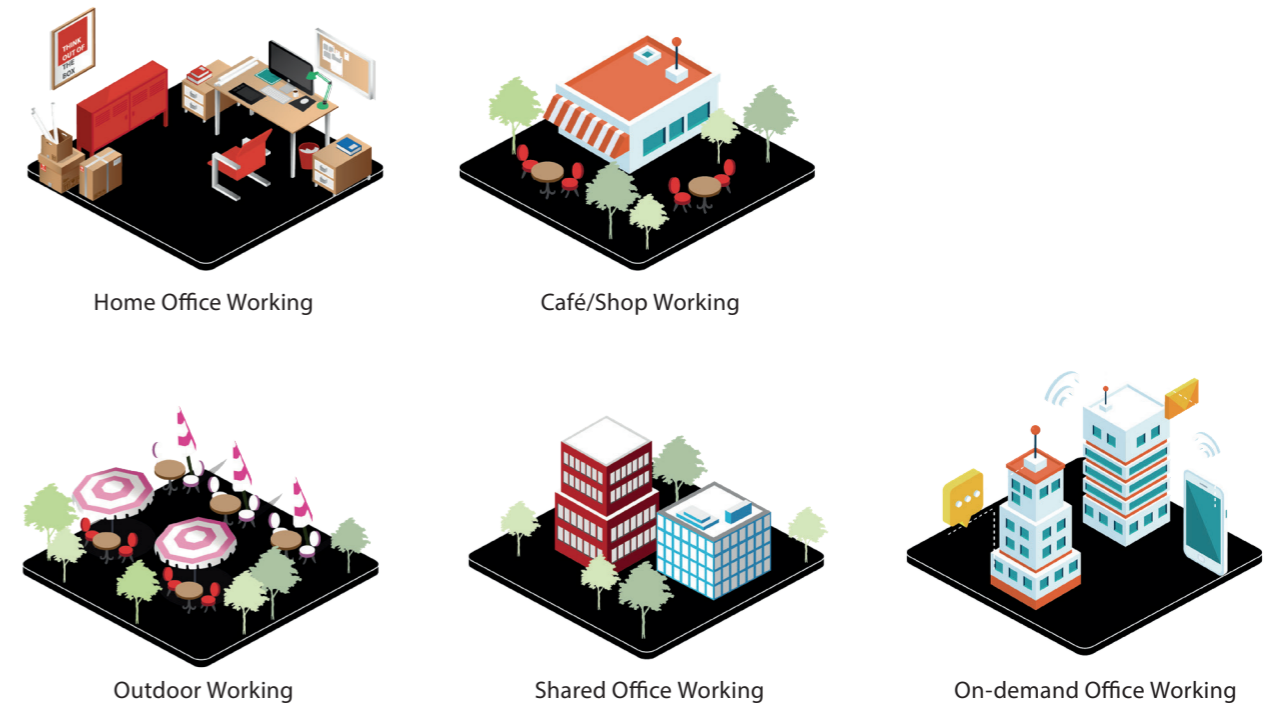 THINK
OUT OF
THE
BOX
Home Office Working
Café/Shop Working
Outdoor Working
Shared Office Working
On-demand Office Working